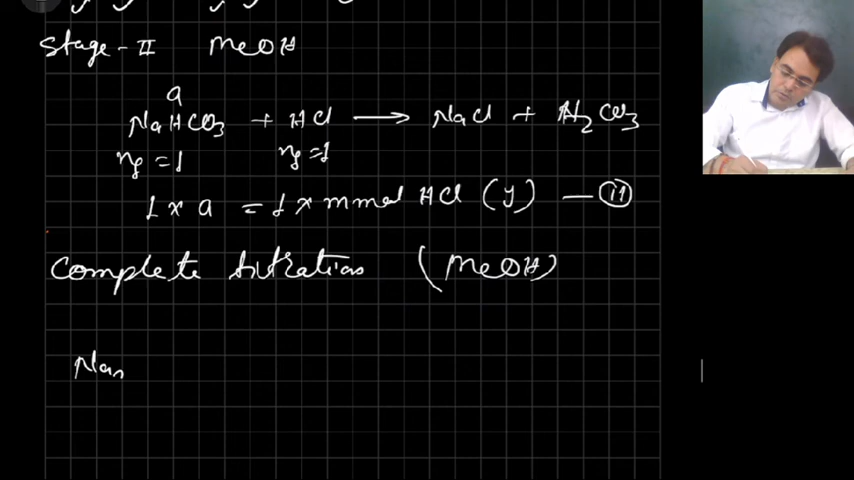 Stage - II MeOH
a
NaHCO3 + HCl → NaCl + H2CO3
nf = 1 nf = 1
1 x a = 1 x mmol HCl (y) — (II)
Complete titration (MeOH)
Nan